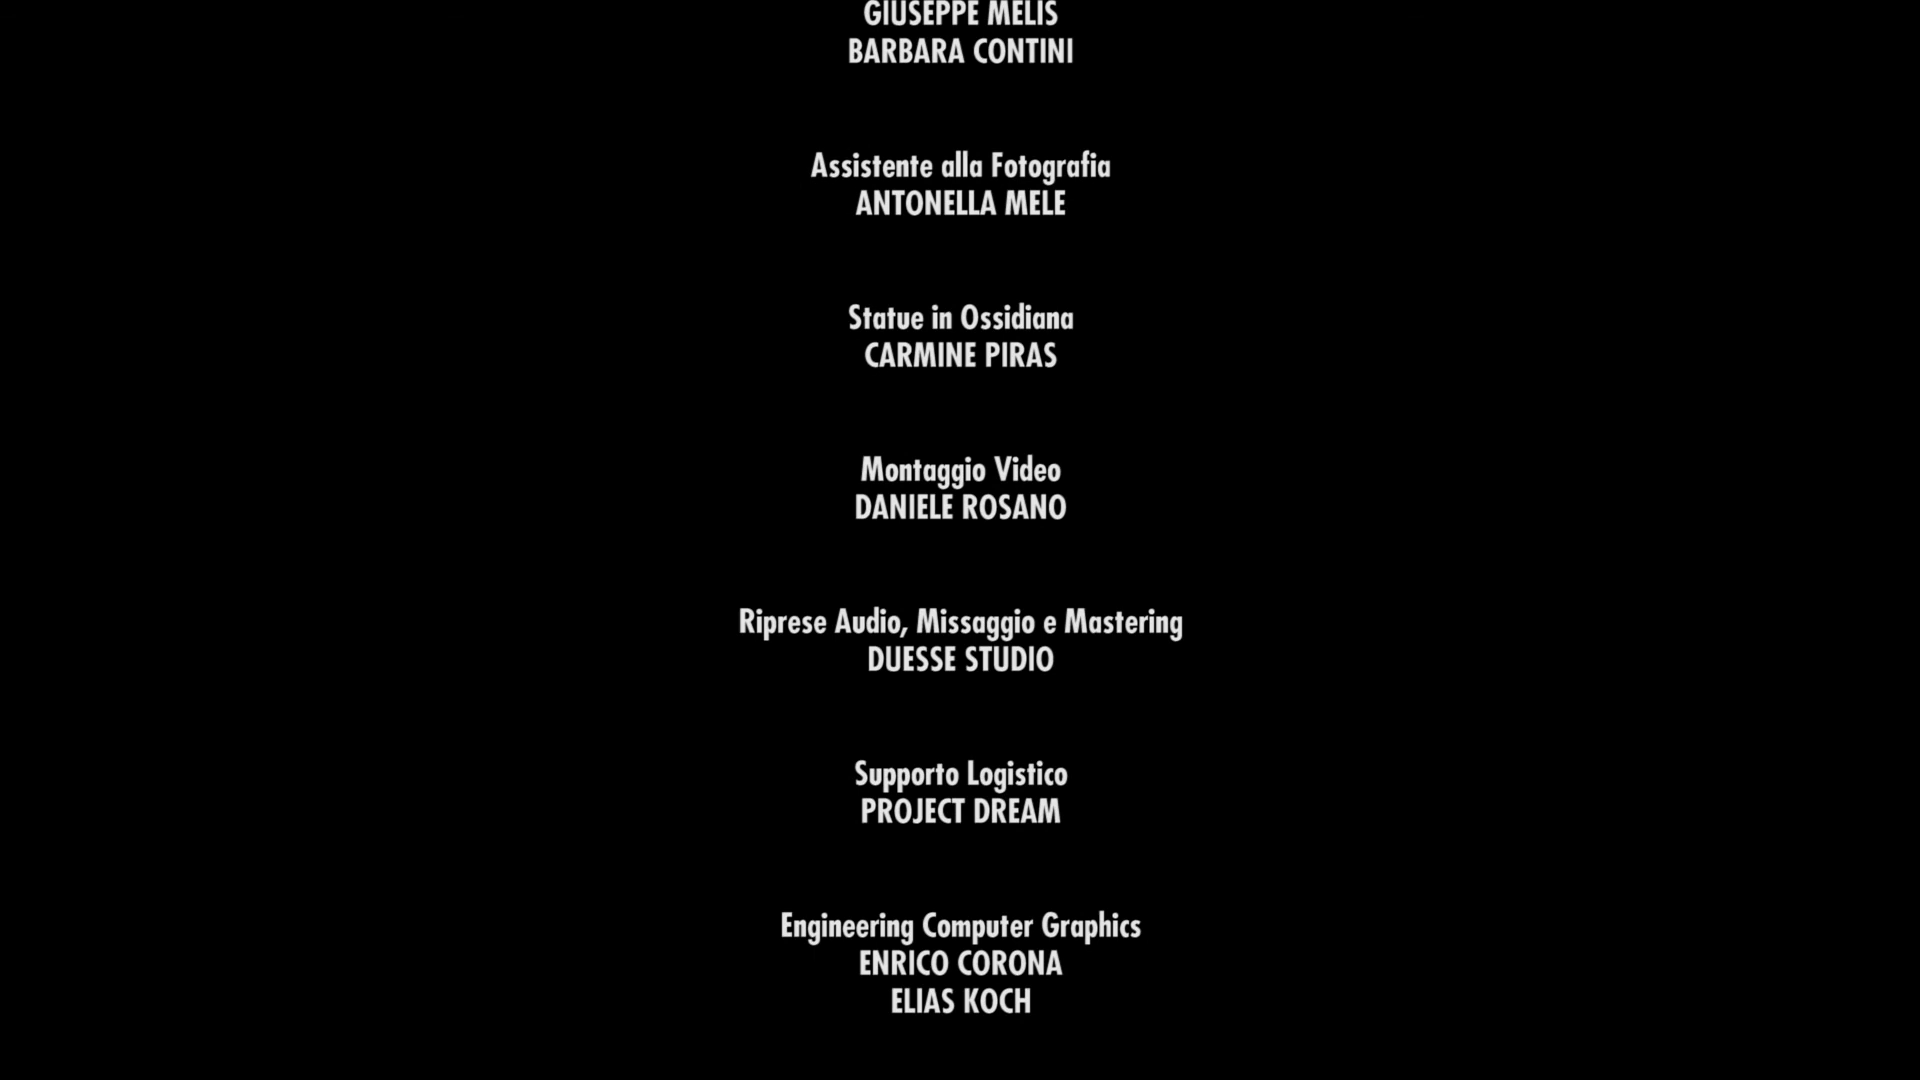 GIUSEPPE MELIS
BARBARA CONTINI
Assistente alla Fotografia
ANTONELLA MELE
Statue in Ossidiana
CARMINE PIRAS
Montaggio Video
DANIELE ROSANO
Riprese Audio, Missaggio e Mastering
DUESSE STUDIO
Supporto Logistico
PROJECT DREAM
Engineering Computer Graphics
ENRICO CORONA
ELIAS KOCH